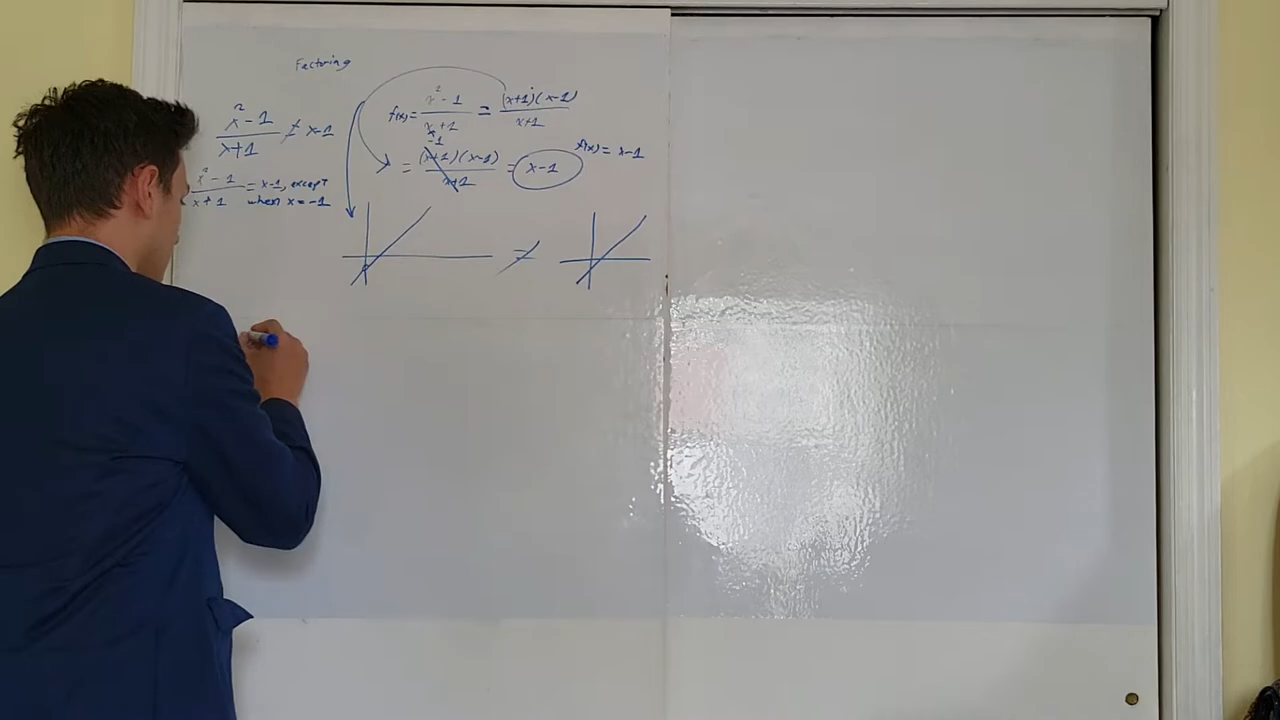 Factoring
x² - 1 / x+1 ≠ x-1
x² - 1 / x + 1 = x-1, except
when x = -1
f(x) = x² - 1 / x + 1 = (x+1)(x-1) / x+1
-1
= (x+1)(x-1) / x+1 = x-1
f(x) = x-1
≠